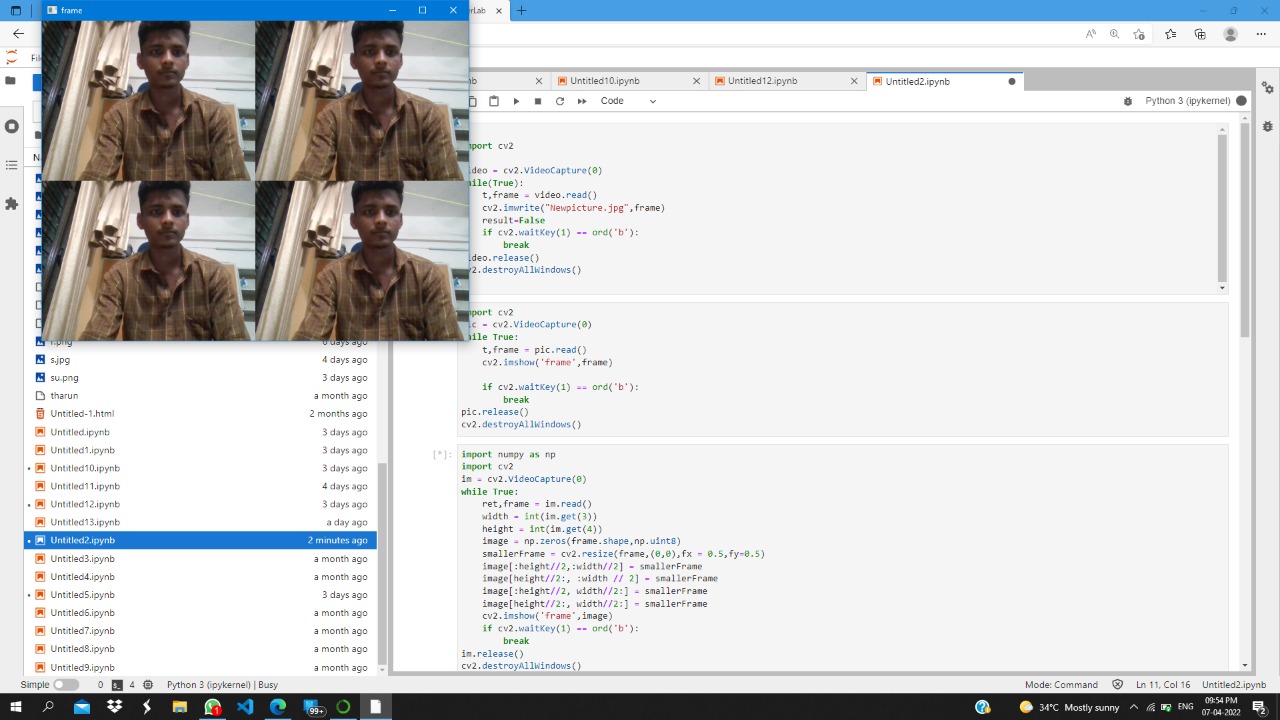 frame
erLab
Fil
nb
Untitled10.ipynb
Untitled12.ipynb
Untitled2.ipynb
Code
Python 3 (ipykernel)
mport cv2
ideo = cv2.VideoCapture(0)
hile(True):
t,frame = video.read()
cv2.imwrite("Newpicture.jpg",frame)
result=False
if cv2.waitKey(1) == ord('b'):
break
ideo.release()
v2.destroyAllWindows()
mport cv2
ic = cv2.VideoCapture(0)
hile True:
t,frame = pic.read()
cv2.imshow('frame',frame)
if cv2.waitKey(1) == ord('b'):
break
pic.release()
cv2.destroyAllWindows()
[*]:
import numpy as np
import cv2
im = cv2.VideoCapture(0)
while True:
ret,frame = im.read()
width = int(im.get(3))
height = int(im.get(4))
image = np.zeros(frame.shape,np.uint8)
smallerFrame = cv2.resize(frame,(0,0),fx = 0.5,fy=0.5)
image[:height//2,:width//2] = smallerFrame
image[height//2:, :width // 2] = smallerFrame
image[:height//2, width//2:] = smallerFrame
image[height//2:, width//2:] = smallerFrame
cv2.imshow('frame',image)
if cv2.waitKey(1) == ord('b'):
break
im.release()
cv2.destroyAllWindows()
r.png 6 days ago
s.jpg 4 days ago
su.png 3 days ago
tharun a month ago
Untitled-1.html 2 months ago
Untitled.ipynb 3 days ago
Untitled1.ipynb 3 days ago
Untitled10.ipynb 3 days ago
Untitled11.ipynb 4 days ago
Untitled12.ipynb 3 days ago
Untitled13.ipynb a day ago
Untitled2.ipynb 2 minutes ago
Untitled3.ipynb a month ago
Untitled4.ipynb a month ago
Untitled5.ipynb 3 days ago
Untitled6.ipynb a month ago
Untitled7.ipynb a month ago
Untitled8.ipynb a month ago
Untitled9.ipynb a month ago
Simple 0 4 Python 3 (ipykernel) | Busy
Mode: Command Ln 11, Col 16 Untitled2.ipynb
1
99+
34°C Mostly sunny
ENG
09:54 PM
07-04-2022
2